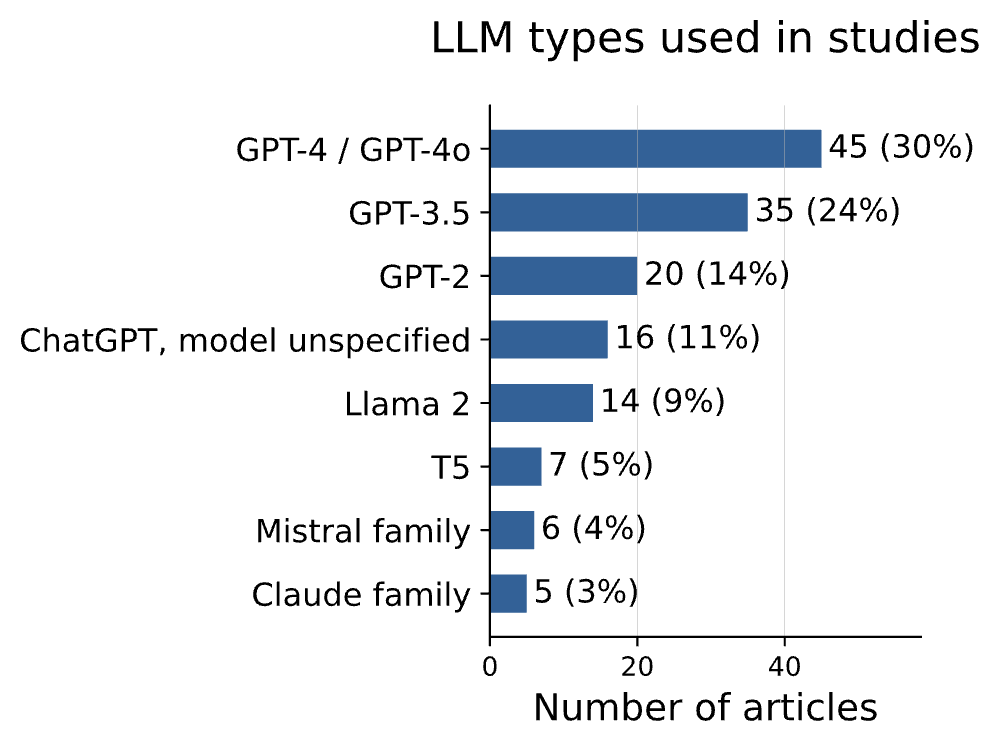 LLM types used in studies
GPT-4 / GPT-4o 45 (30%)
GPT-3.5 35 (24%)
GPT-2 20 (14%)
ChatGPT, model unspecified 16 (11%)
Llama 2 14 (9%)
T5 7 (5%)
Mistral family 6 (4%)
Claude family 5 (3%)
0 20 40
Number of articles